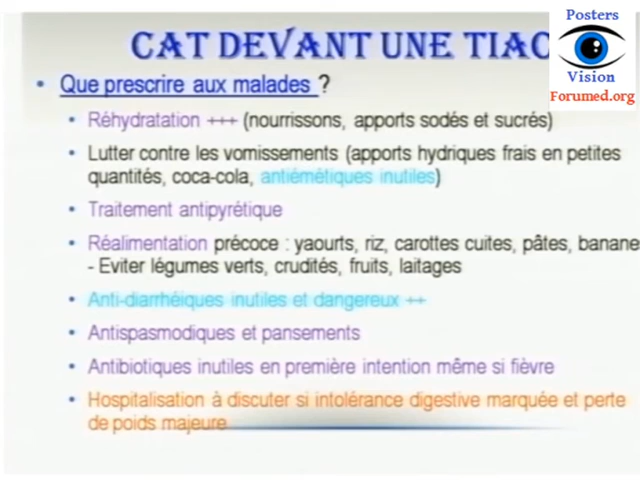 CAT DEVANT UNE TIAC
Posters
Vision
Forumed.org
• Que prescrire aux malades ?
• Réhydratation +++ (nourrissons, apports sodés et sucrés)
• Lutter contre les vomissements (apports hydriques frais en petites
quantités, coca-cola, antiémétiques inutiles)
• Traitement antipyrétique
• Réalimentation précoce : yaourts, riz, carottes cuites, pâtes, banane
- Eviter légumes verts, crudités, fruits, laitages
• Anti-diarrhéiques inutiles et dangereux ++
• Antispasmodiques et pansements
• Antibiotiques inutiles en première intention même si fièvre
• Hospitalisation à discuter si intolérance digestive marquée et perte
de poids majeure